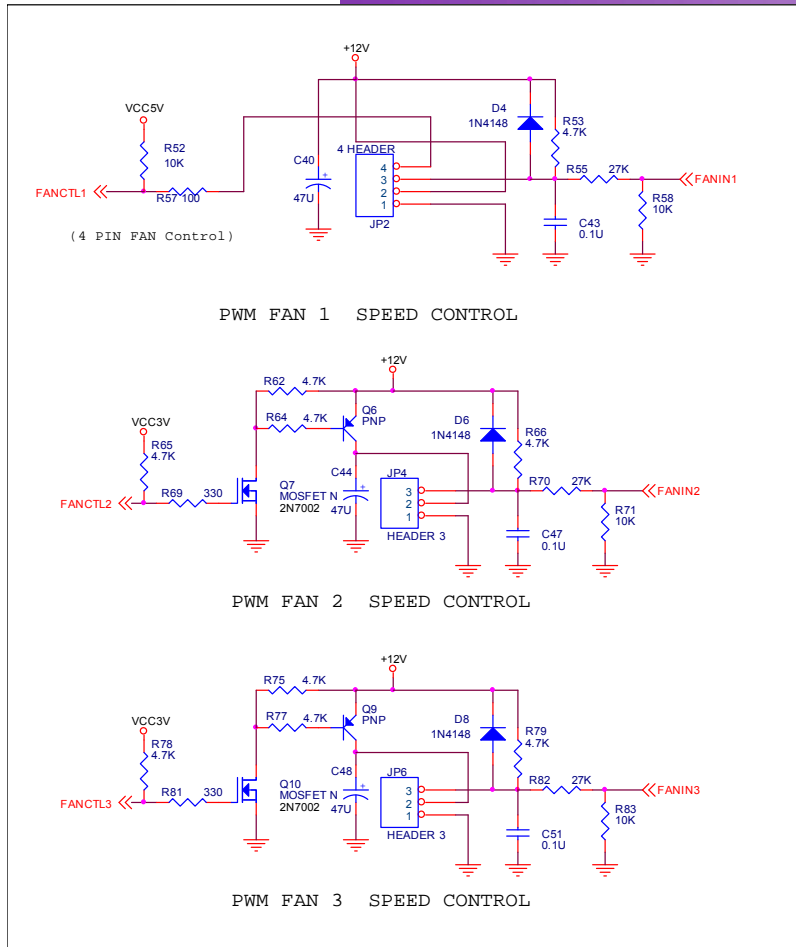 +12V
VCC5V
R52
10K
FANCTL1
R57 100
(4 PIN FAN Control)
C40
+
47U
4 HEADER
4
3
2
1
JP2
D4
1N4148
R53
4.7K
R55 27K
FANIN1
R58
10K
C43
0.1U
PWM FAN 1 SPEED CONTROL
+12V
R62 4.7K
R64 4.7K
Q6
PNP
VCC3V
R65
4.7K
FANCTL2
R69 330
Q7
MOSFET N
2N7002
C44
+
47U
JP4
3
2
1
HEADER 3
D6
1N4148
R66
4.7K
R70 27K
FANIN2
R71
10K
C47
0.1U
PWM FAN 2 SPEED CONTROL
+12V
R75 4.7K
R77 4.7K
Q9
PNP
VCC3V
R78
4.7K
FANCTL3
R81 330
Q10
MOSFET N
2N7002
C48
+
47U
JP6
3
2
1
HEADER 3
D8
1N4148
R79
4.7K
R82 27K
FANIN3
R83
10K
C51
0.1U
PWM FAN 3 SPEED CONTROL